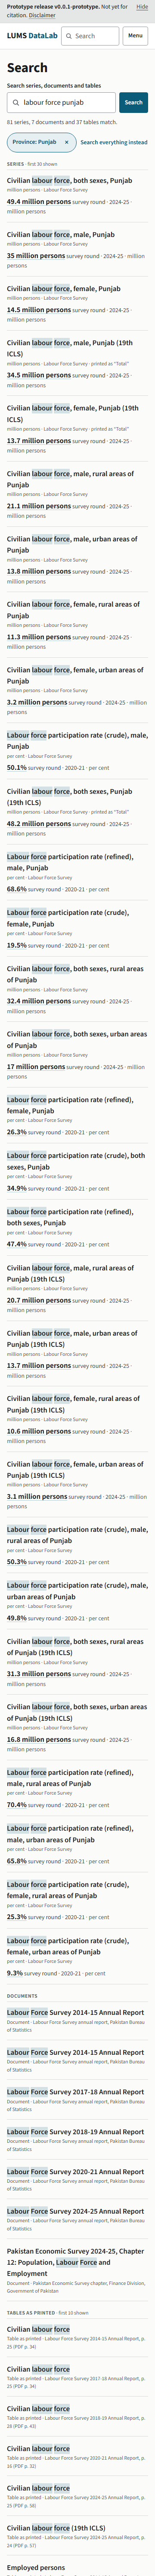 Prototype release v0.0.1-prototype. Not yet for
citation. Disclaimer
Hide
LUMS DataLab
Search
Menu
Search
Search series, documents and tables
labour force punjab
Search
81 series, 7 documents and 37 tables match.
Province: Punjab ×
Search everything instead
SERIES · first 30 shown
Civilian labour force, both sexes, Punjab
million persons · Labour Force Survey
49.4 million persons survey round · 2024-25 ·
million persons
Civilian labour force, male, Punjab
million persons · Labour Force Survey
35 million persons survey round · 2024-25 · million
persons
Civilian labour force, female, Punjab
million persons · Labour Force Survey
14.5 million persons survey round · 2024-25 ·
million persons
Civilian labour force, male, Punjab (19th
ICLS)
million persons · Labour Force Survey · printed as “Total”
34.5 million persons survey round · 2024-25 ·
million persons
Civilian labour force, female, Punjab (19th
ICLS)
million persons · Labour Force Survey · printed as “Total”
13.7 million persons survey round · 2024-25 ·
million persons
Civilian labour force, male, rural areas of
Punjab
million persons · Labour Force Survey
21.1 million persons survey round · 2024-25 ·
million persons
Civilian labour force, male, urban areas of
Punjab
million persons · Labour Force Survey
13.8 million persons survey round · 2024-25 ·
million persons
Civilian labour force, female, rural areas of
Punjab
million persons · Labour Force Survey
11.3 million persons survey round · 2024-25 ·
million persons
Civilian labour force, female, urban areas of
Punjab
million persons · Labour Force Survey
3.2 million persons survey round · 2024-25 · million
persons
Labour force participation rate (crude), male,
Punjab
per cent · Labour Force Survey
50.1% survey round · 2020-21 · per cent
Civilian labour force, both sexes, Punjab
(19th ICLS)
million persons · Labour Force Survey · printed as “Total”
48.2 million persons survey round · 2024-25 ·
million persons
Labour force participation rate (refined),
male, Punjab
per cent · Labour Force Survey
68.6% survey round · 2020-21 · per cent
Labour force participation rate (crude),
female, Punjab
per cent · Labour Force Survey
19.5% survey round · 2020-21 · per cent
Civilian labour force, both sexes, rural areas
of Punjab
million persons · Labour Force Survey
32.4 million persons survey round · 2024-25 ·
million persons
Civilian labour force, both sexes, urban areas
of Punjab
million persons · Labour Force Survey
17 million persons survey round · 2024-25 · million
persons
Labour force participation rate (refined),
female, Punjab
per cent · Labour Force Survey
26.3% survey round · 2020-21 · per cent
Labour force participation rate (crude), both
sexes, Punjab
per cent · Labour Force Survey
34.9% survey round · 2020-21 · per cent
Labour force participation rate (refined),
both sexes, Punjab
per cent · Labour Force Survey
47.4% survey round · 2020-21 · per cent
Civilian labour force, male, rural areas of
Punjab (19th ICLS)
million persons · Labour Force Survey
20.7 million persons survey round · 2024-25 ·
million persons
Civilian labour force, male, urban areas of
Punjab (19th ICLS)
million persons · Labour Force Survey
13.7 million persons survey round · 2024-25 ·
million persons
Civilian labour force, female, rural areas of
Punjab (19th ICLS)
million persons · Labour Force Survey
10.6 million persons survey round · 2024-25 ·
million persons
Civilian labour force, female, urban areas of
Punjab (19th ICLS)
million persons · Labour Force Survey
3.1 million persons survey round · 2024-25 · million
persons
Labour force participation rate (crude), male,
rural areas of Punjab
per cent · Labour Force Survey
50.3% survey round · 2020-21 · per cent
Labour force participation rate (crude), male,
urban areas of Punjab
per cent · Labour Force Survey
49.8% survey round · 2020-21 · per cent
Civilian labour force, both sexes, rural areas
of Punjab (19th ICLS)
million persons · Labour Force Survey
31.3 million persons survey round · 2024-25 ·
million persons
Civilian labour force, both sexes, urban areas
of Punjab (19th ICLS)
million persons · Labour Force Survey
16.8 million persons survey round · 2024-25 ·
million persons
Labour force participation rate (refined),
male, rural areas of Punjab
per cent · Labour Force Survey
70.4% survey round · 2020-21 · per cent
Labour force participation rate (refined),
male, urban areas of Punjab
per cent · Labour Force Survey
65.8% survey round · 2020-21 · per cent
Labour force participation rate (crude),
female, rural areas of Punjab
per cent · Labour Force Survey
25.3% survey round · 2020-21 · per cent
Labour force participation rate (crude),
female, urban areas of Punjab
per cent · Labour Force Survey
9.3% survey round · 2020-21 · per cent
DOCUMENTS
Labour Force Survey 2014-15 Annual Report
Document · Labour Force Survey annual report, Pakistan Bureau
of Statistics
Labour Force Survey 2014-15 Annual Report
Document · Labour Force Survey annual report, Pakistan Bureau
of Statistics
Labour Force Survey 2017-18 Annual Report
Document · Labour Force Survey annual report, Pakistan Bureau
of Statistics
Labour Force Survey 2018-19 Annual Report
Document · Labour Force Survey annual report, Pakistan Bureau
of Statistics
Labour Force Survey 2020-21 Annual Report
Document · Labour Force Survey annual report, Pakistan Bureau
of Statistics
Labour Force Survey 2024-25 Annual Report
Document · Labour Force Survey annual report, Pakistan Bureau
of Statistics
Pakistan Economic Survey 2024-25, Chapter
12: Population, Labour Force and
Employment
Document · Pakistan Economic Survey chapter, Finance Division,
Government of Pakistan
TABLES AS PRINTED · first 10 shown
Civilian labour force
Table as printed · Labour Force Survey 2014-15 Annual Report, p.
25 (PDF p. 34)
Civilian labour force
Table as printed · Labour Force Survey 2017-18 Annual Report, p.
25 (PDF p. 34)
Civilian labour force
Table as printed · Labour Force Survey 2018-19 Annual Report, p.
28 (PDF p. 43)
Civilian labour force
Table as printed · Labour Force Survey 2020-21 Annual Report, p.
16 (PDF p. 32)
Civilian labour force
Table as printed · Labour Force Survey 2024-25 Annual Report, p.
25 (PDF p. 58)
Civilian labour force (19th ICLS)
Table as printed · Labour Force Survey 2024-25 Annual Report, p.
24 (PDF p. 57)
Employed persons